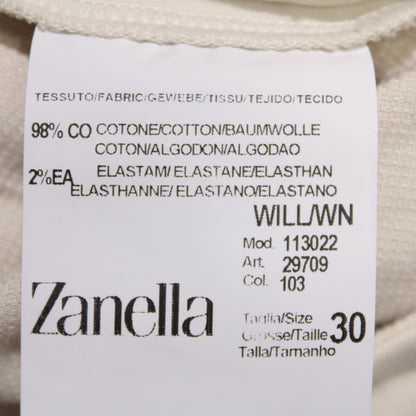 TESSUTO/FABRIC/GEWEBE/TISSU/TEJIDO/TECIDO
98% CO COTONE/COTTON/BAUMWOLLE
COTON/ALGODON/ALGODAO
2%EA ELASTAM/ ELASTANE/ELASTHAN
ELASTHANNE/ ELASTANO/ELASTANO
WILL/WN
Mod. 113022
Art. 29709
Col. 103
Zanella
Taglia/Size
Grosse/Taille 30
Talla/Tamanho